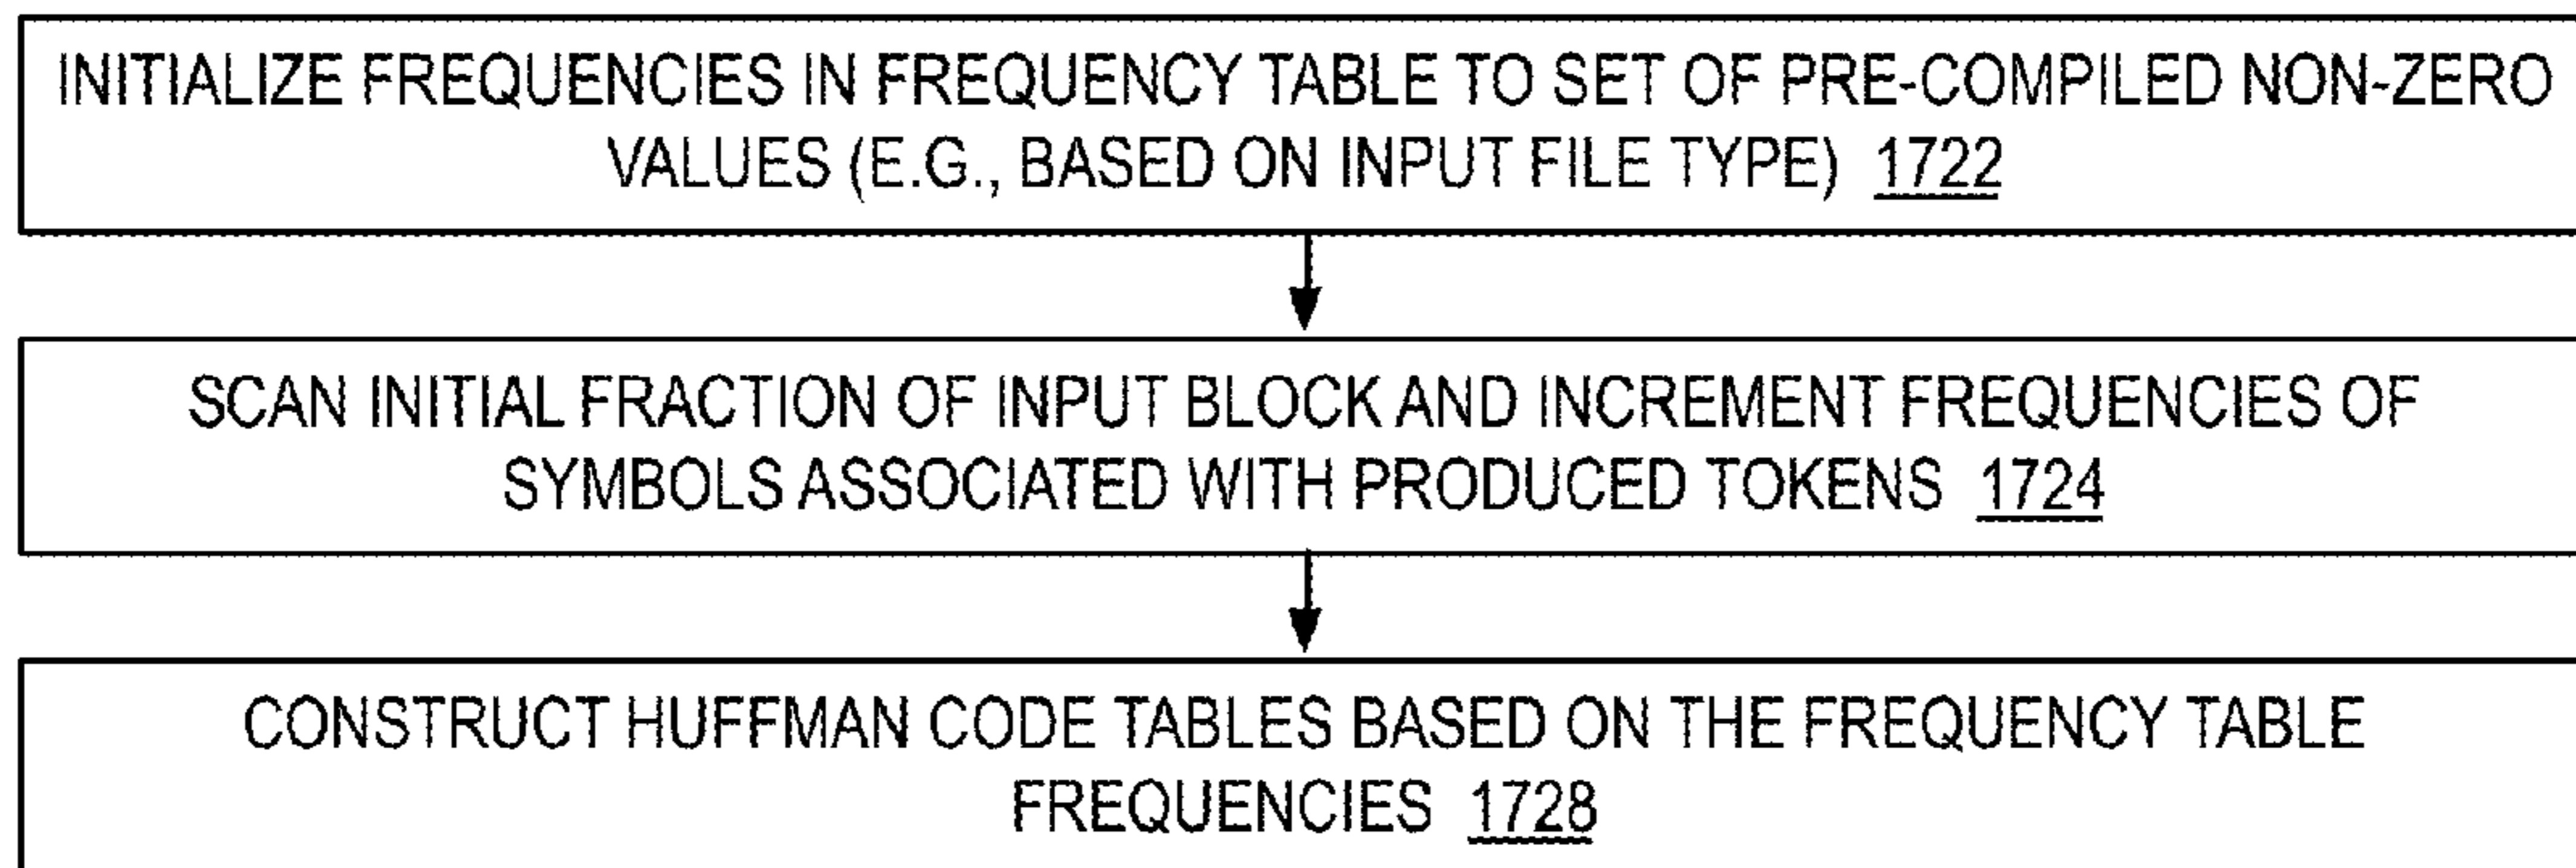 INITIALIZE FREQUENCIES IN FREQUENCY TABLE TO SET OF PRE-COMPILED NON-ZERO
VALUES (E.G., BASED ON INPUT FILE TYPE) 1722
SCAN INITIAL FRACTION OF INPUT BLOCK AND INCREMENT FREQUENCIES OF
SYMBOLS ASSOCIATED WITH PRODUCED TOKENS 1724
CONSTRUCT HUFFMAN CODE TABLES BASED ON THE FREQUENCY TABLE
FREQUENCIES 1728